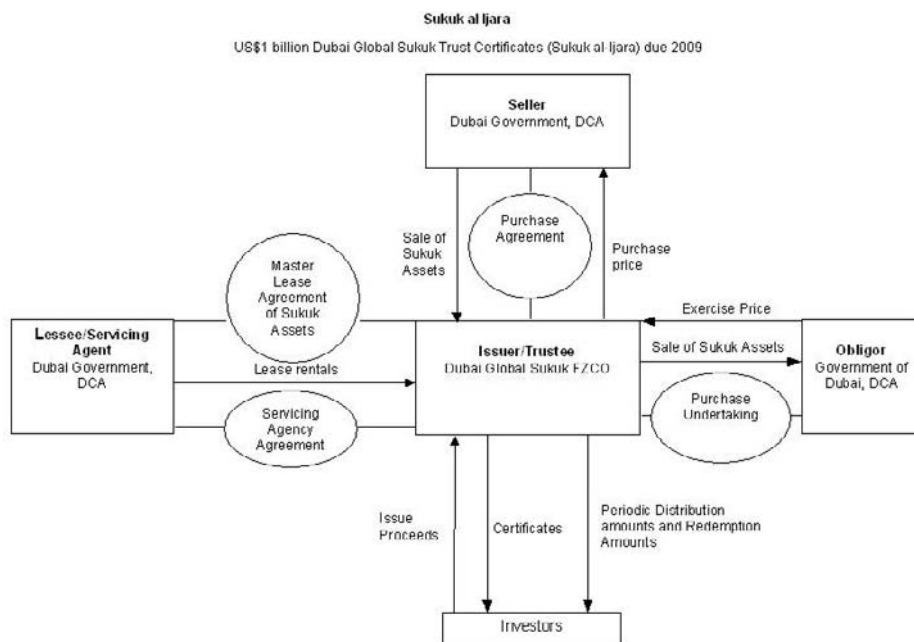 Sukuk al Ijara
US$1 billion Dubai Global Sukuk Trust Certificates (Sukuk al-Ijara) due 2009
Seller
Dubai Government, DCA
Purchase
Agreement
Sale of
Sukuk
Assets
Purchase
price
Master
Lease
Agreement
of Sukuk
Assets
Exercise Price
Lessee/Servicing
Agent
Dubai Government,
DCA
Lease rentals
Issuer/Trustee
Dubai Global Sukuk FZCO
Sale of Sukuk Assets
Obligor
Government of
Dubai, DCA
Servicing
Agency
Agreement
Purchase
Undertaking
Issue
Proceeds
Certificates
Periodic Distribution
amounts and Redemption
Amounts
Investors